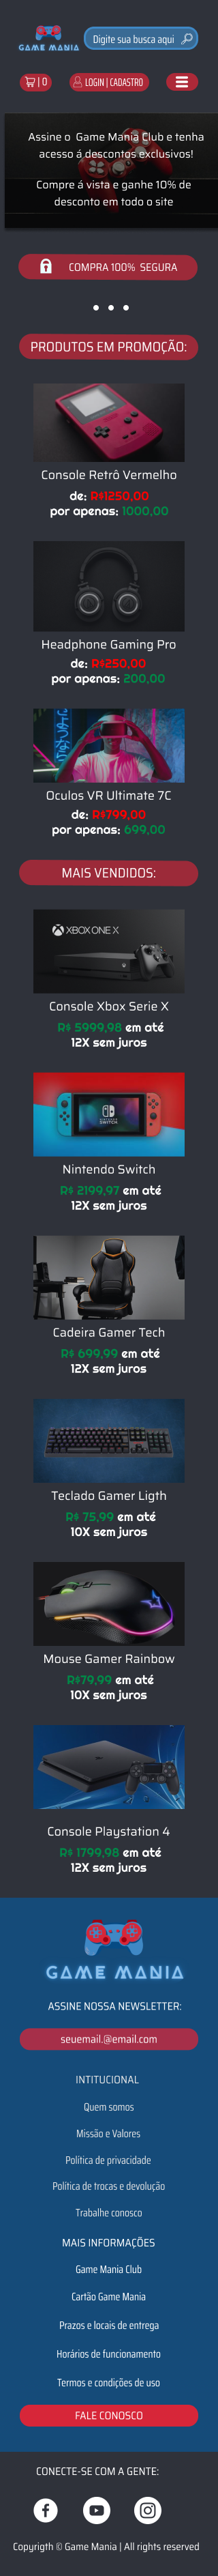 GAME MANIA
Digite sua busca aqui
| 0
LOGIN | CADASTRO
Assine o Game Mania Club e tenha
acesso á descontos exclusivos!
Compre á vista e ganhe 10% de
desconto em todo o site
COMPRA 100% SEGURA
PRODUTOS EM PROMOÇÃO:
Console Retrô Vermelho
de: R$1250,00
por apenas: 1000,00
Headphone Gaming Pro
de: R$250,00
por apenas: 200,00
Oculos VR Ultimate 7C
de: R$799,00
por apenas: 699,00
MAIS VENDIDOS:
XBOX ONE X
Console Xbox Serie X
R$ 5999,98 em até
12X sem juros
NINTENDO
SWITCH
Nintendo Switch
R$ 2199,97 em até
12X sem juros
Cadeira Gamer Tech
R$ 699,99 em até
12X sem juros
Teclado Gamer Ligth
R$ 75,99 em até
10X sem juros
Mouse Gamer Rainbow
R$79,99 em até
10X sem juros
Console Playstation 4
R$ 1799,98 em até
12X sem juros
GAME MANIA
ASSINE NOSSA NEWSLETTER:
seuemail.@email.com
INTITUCIONAL
Quem somos
Missão e Valores
Política de privacidade
Política de trocas e devolução
Trabalhe conosco
MAIS INFORMAÇÕES
Game Mania Club
Cartão Game Mania
Prazos e locais de entrega
Horários de funcionamento
Termos e condições de uso
FALE CONOSCO
CONECTE-SE COM A GENTE:
Copyrigth © Game Mania | All rights reserved